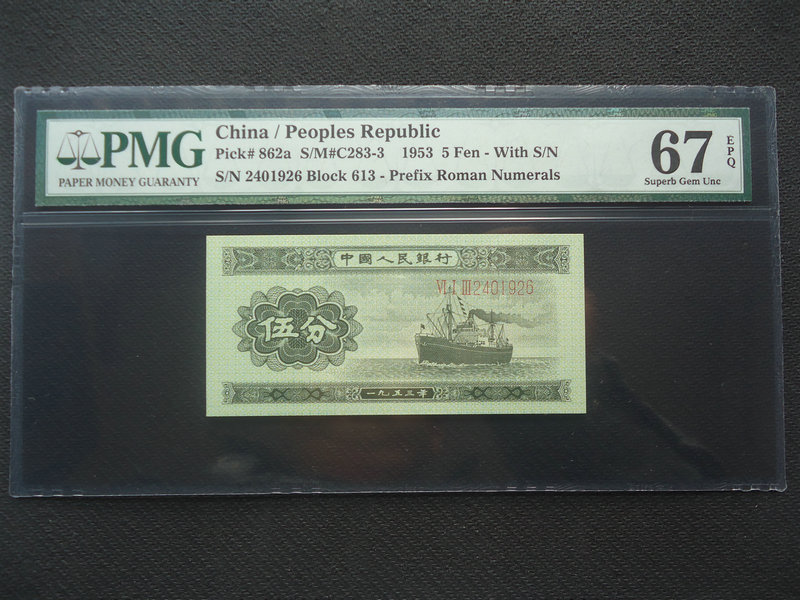 PMG
PAPER MONEY GUARANTY
China / Peoples Republic
Pick# 862a S/M#C283-3 1953 5 Fen - With S/N
S/N 2401926 Block 613 - Prefix Roman Numerals
67
EPQ
Superb Gem Unc
中國人民銀行
VI I III 2401926
伍分
一九五三年